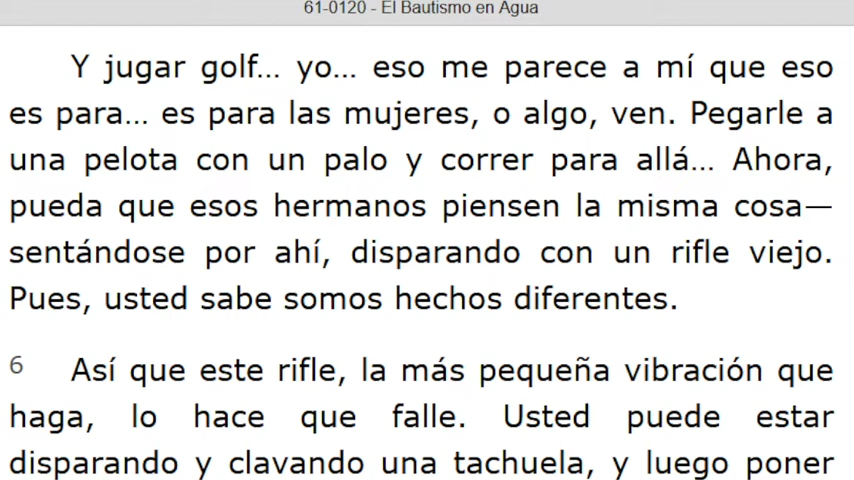 61-0120 - El Bautismo en Agua
Y jugar golf... yo... eso me parece a mí que eso
es para... es para las mujeres, o algo, ven. Pegarle a
una pelota con un palo y correr para allá... Ahora,
pueda que esos hermanos piensen la misma cosa—
sentándose por ahí, disparando con un rifle viejo.
Pues, usted sabe somos hechos diferentes.
6 Así que este rifle, la más pequeña vibración que
haga, lo hace que falle. Usted puede estar
disparando y clavando una tachuela, y luego poner